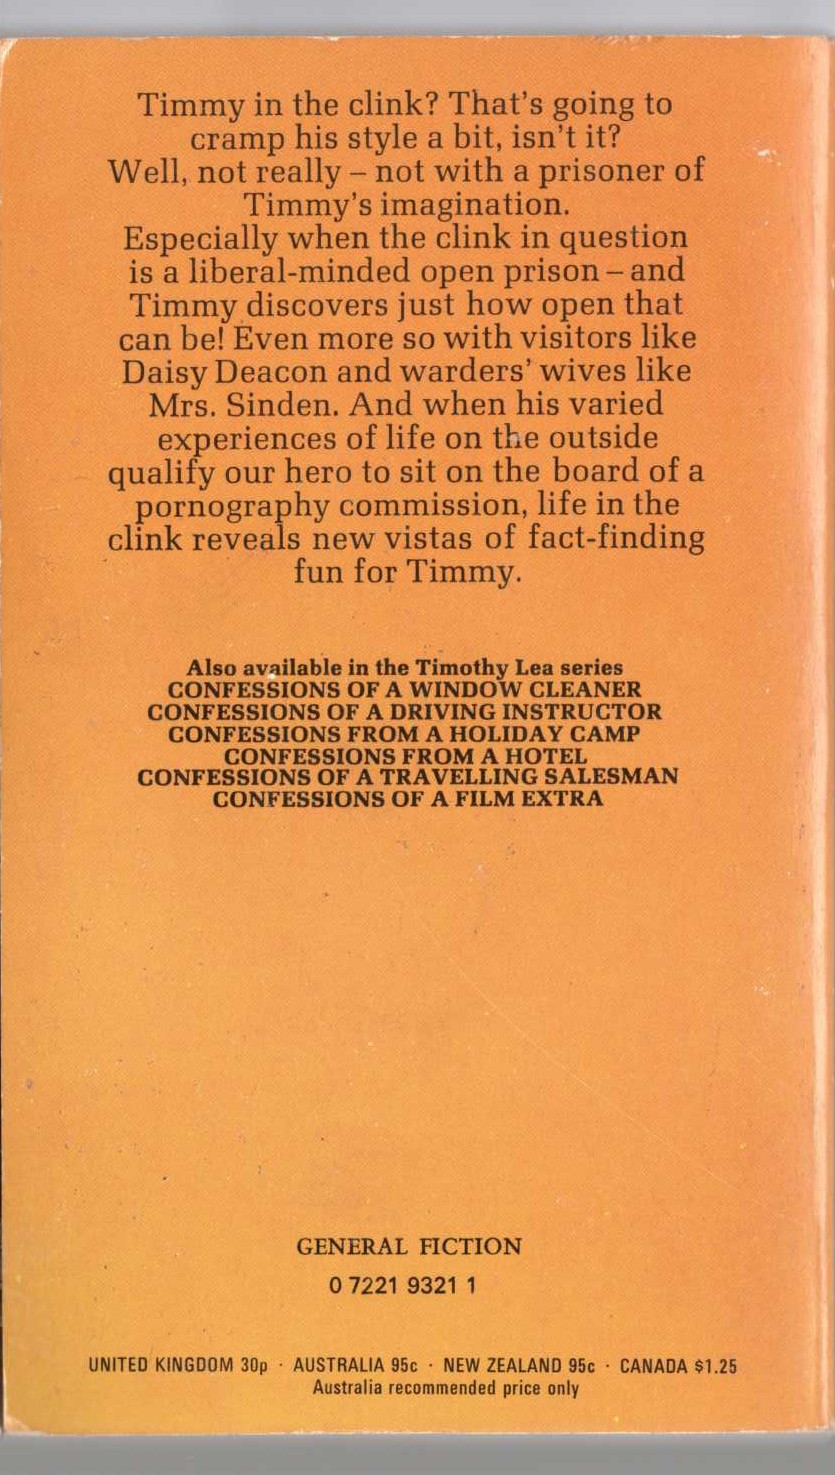 Timmy in the clink? That's going to
cramp his style a bit, isn't it?
Well, not really – not with a prisoner of
Timmy's imagination.
Especially when the clink in question
is a liberal-minded open prison – and
Timmy discovers just how open that
can be! Even more so with visitors like
Daisy Deacon and warders' wives like
Mrs. Sinden. And when his varied
experiences of life on the outside
qualify our hero to sit on the board of a
pornography commission, life in the
clink reveals new vistas of fact-finding
fun for Timmy.
Also available in the Timothy Lea series
CONFESSIONS OF A WINDOW CLEANER
CONFESSIONS OF A DRIVING INSTRUCTOR
CONFESSIONS FROM A HOLIDAY CAMP
CONFESSIONS FROM A HOTEL
CONFESSIONS OF A TRAVELLING SALESMAN
CONFESSIONS OF A FILM EXTRA
GENERAL FICTION
0 7221 9321 1
UNITED KINGDOM 30p · AUSTRALIA 95c · NEW ZEALAND 95c · CANADA $1.25
Australia recommended price only